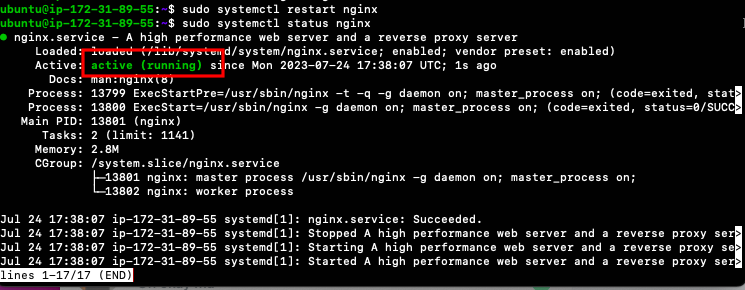 ubuntu@ip-172-31-89-55:~$ sudo systemctl restart nginx
ubuntu@ip-172-31-89-55:~$ sudo systemctl status nginx
● nginx.service - A high performance web server and a reverse proxy server
Loaded: loaded (/lib/systemd/system/nginx.service; enabled; vendor preset: enabled)
Active: active (running) since Mon 2023-07-24 17:38:07 UTC; 1s ago
Docs: man:nginx(8)
Process: 13799 ExecStartPre=/usr/sbin/nginx -t -q -g daemon on; master_process on; (code=exited, stat>
Process: 13800 ExecStart=/usr/sbin/nginx -g daemon on; master_process on; (code=exited, status=0/SUCC>
Main PID: 13801 (nginx)
Tasks: 2 (limit: 1141)
Memory: 2.8M
CGroup: /system.slice/nginx.service
├─13801 nginx: master process /usr/sbin/nginx -g daemon on; master_process on;
└─13802 nginx: worker process
Jul 24 17:38:07 ip-172-31-89-55 systemd[1]: nginx.service: Succeeded.
Jul 24 17:38:07 ip-172-31-89-55 systemd[1]: Stopped A high performance web server and a reverse proxy ser>
Jul 24 17:38:07 ip-172-31-89-55 systemd[1]: Starting A high performance web server and a reverse proxy se>
Jul 24 17:38:07 ip-172-31-89-55 systemd[1]: Started A high performance web server and a reverse proxy ser>
lines 1-17/17 (END)